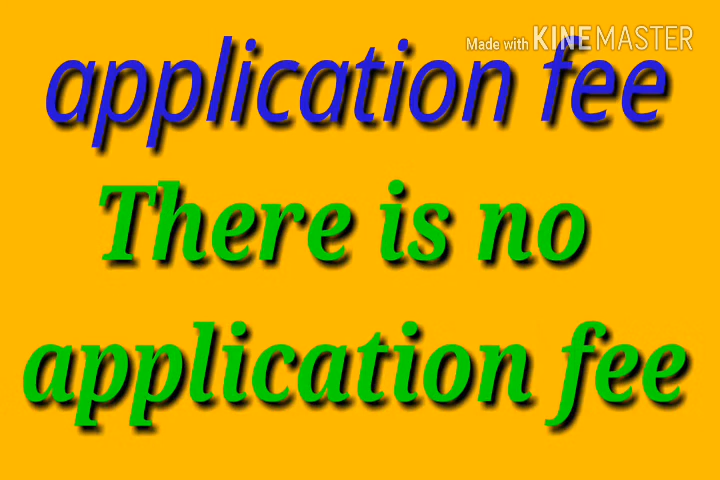 Made with KINEMASTER
application fee
There is no
application fee